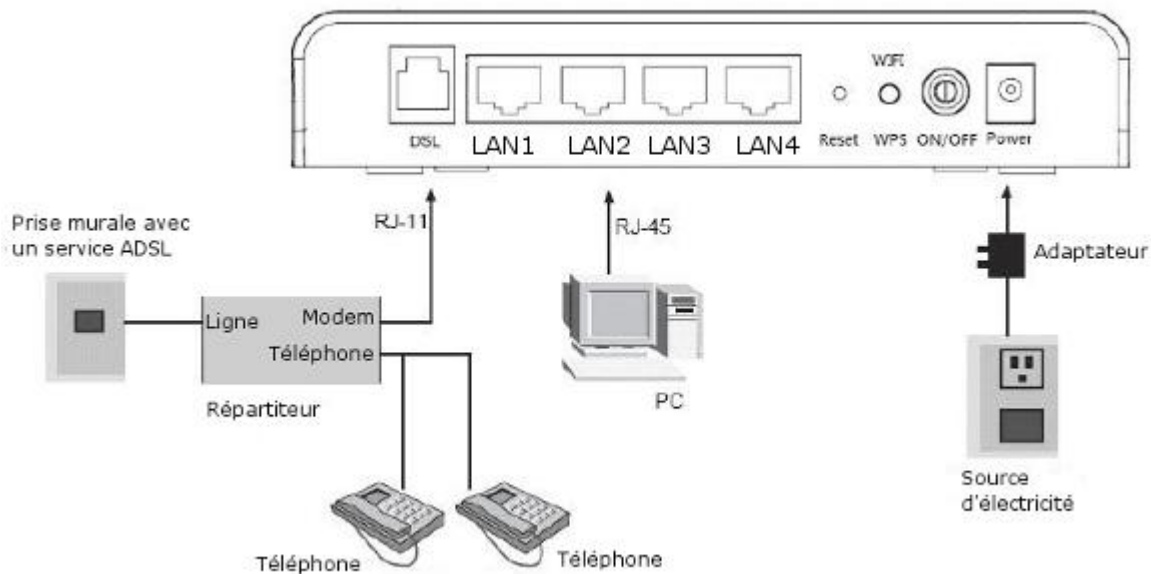 WIFI
DSL
LAN1
LAN2
LAN3
LAN4
Reset
WPS
ON/OFF
Power
RJ-11
RJ-45
Prise murale avec
un service ADSL
Adaptateur
Ligne
Modem
Téléphone
Répartiteur
PC
Source
d'électricité
Téléphone
Téléphone